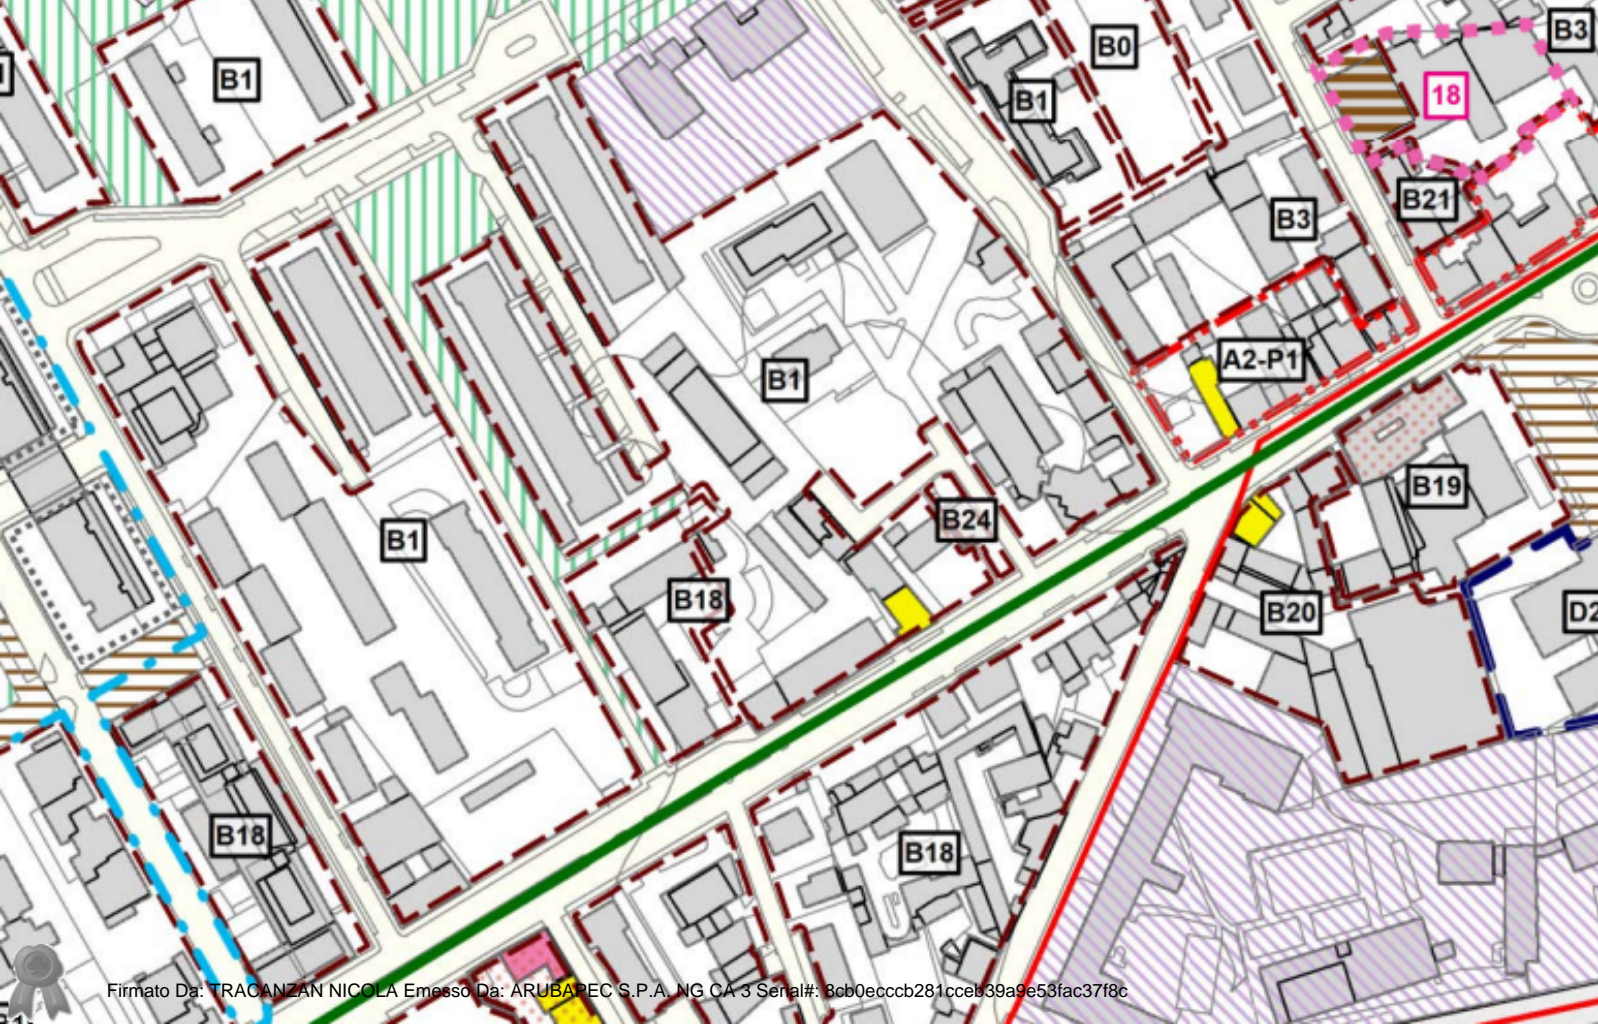 B3
B0
B1
B1
18
B21
B3
A2-P1
B1
B19
B24
B1
B18
B20
D2
B18
B18
Firmato Da: TRACANZAN NICOLA Emesso Da: ARUBAPEC S.P.A. NG CA 3 Serial#: 8cb0ecccb281cceb39a9e53fac37f8c